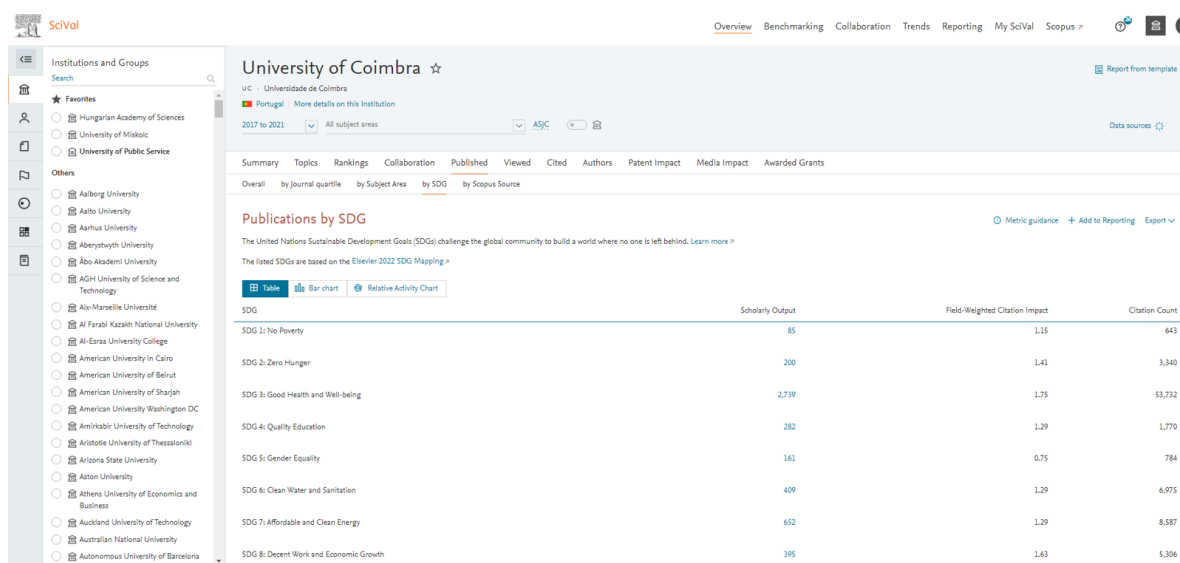 SciVal
Overview Benchmarking Collaboration Trends Reporting My SciVal Scopus
Institutions and Groups
Search
Favorites
Hungarian Academy of Sciences
University of Miskolc
University of Public Service
Others
Aalborg University
Aalto University
Aarhus University
Aberystwyth University
Åbo Akademi University
AGH University of Science and
Technology
Aix-Marseille Université
Al Farabi Kazakh National University
Al-Esraa University College
American University in Cairo
American University of Beirut
American University of Sharjah
American University Washington DC
Amirkabir University of Technology
Aristotle University of Thessaloniki
Arizona State University
Aston University
Athens University of Economics and
Business
Auckland University of Technology
Australian National University
Autonomous University of Barcelona
University of Coimbra
Report from template
UC - Universidade de Coimbra
Portugal More details on this Institution
2017 to 2021 All subject areas ASJC
Data sources
Summary Topics Rankings Collaboration Published Viewed Cited Authors Patent Impact Media Impact Awarded Grants
Overall by Journal quartile by Subject Area by SDG by Scopus Source
Publications by SDG
Metric guidance + Add to Reporting Export
The United Nations Sustainable Development Goals (SDGs) challenge the global community to build a world where no one is left behind. Learn more
The listed SDGs are based on the Elsevier 2022 SDG Mapping
Table Bar chart Relative Activity Chart
SDG Scholarly Output Field-Weighted Citation Impact Citation Count
SDG 1: No Poverty 85 1.15 643
SDG 2: Zero Hunger 200 1.41 3,340
SDG 3: Good Health and Well-being 2,739 1.75 53,732
SDG 4: Quality Education 282 1.29 1,770
SDG 5: Gender Equality 161 0.75 784
SDG 6: Clean Water and Sanitation 409 1.29 6,975
SDG 7: Affordable and Clean Energy 652 1.29 8,587
SDG 8: Decent Work and Economic Growth 395 1.63 5,306